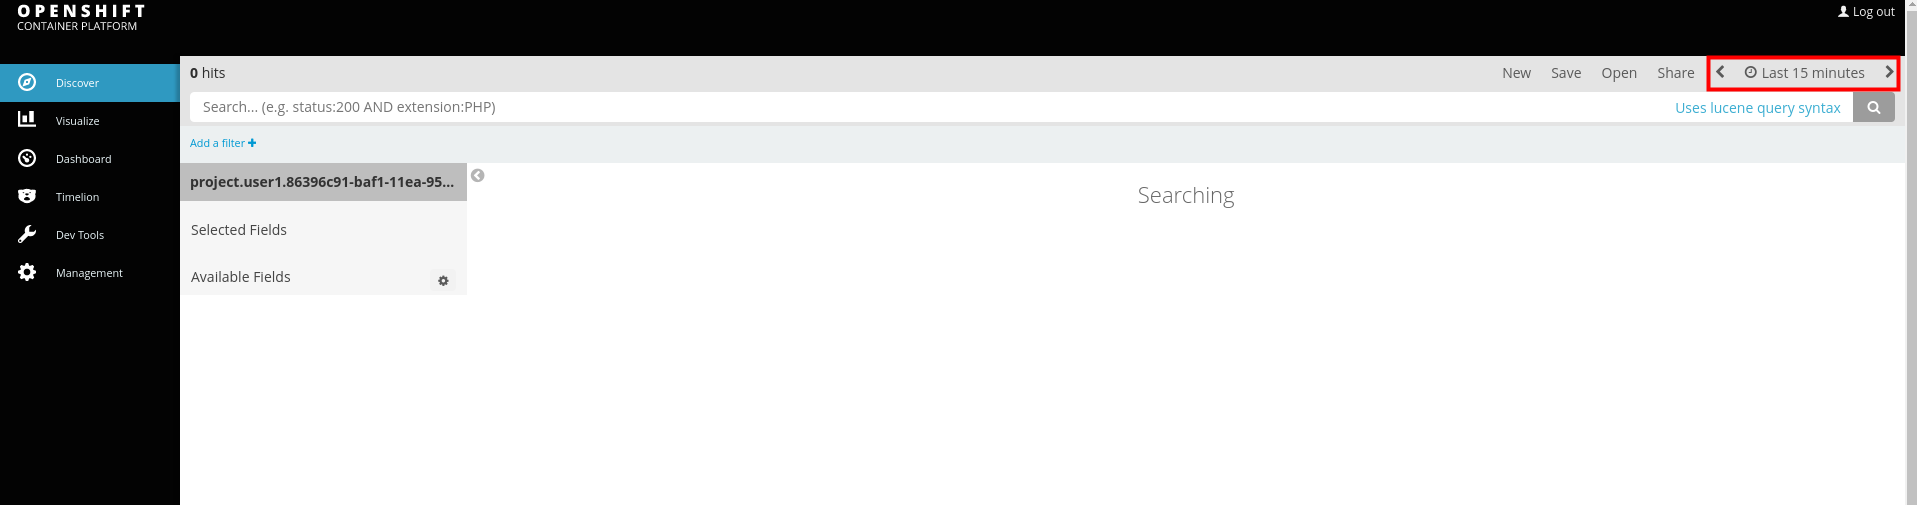 OPENSHIFT
CONTAINER PLATFORM
Log out
Discover
Visualize
Dashboard
Timelion
Dev Tools
Management
0 hits
New Save Open Share Last 15 minutes
Search... (e.g. status:200 AND extension:PHP)
Uses lucene query syntax
Add a filter +
project.user1.86396c91-baf1-11ea-95...
Selected Fields
Available Fields
Searching